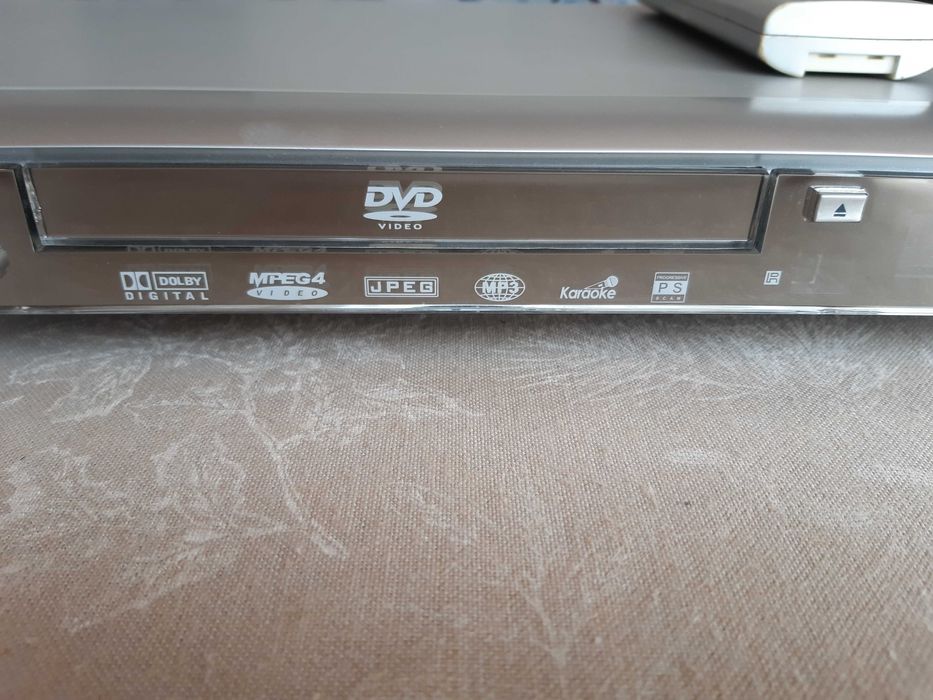 DVD
VIDEO
DOLBY
DIGITAL
MPEG4
VIDEO
JPEG
MP3
Karaoke
PROGRESSIVE
PS
SCAN